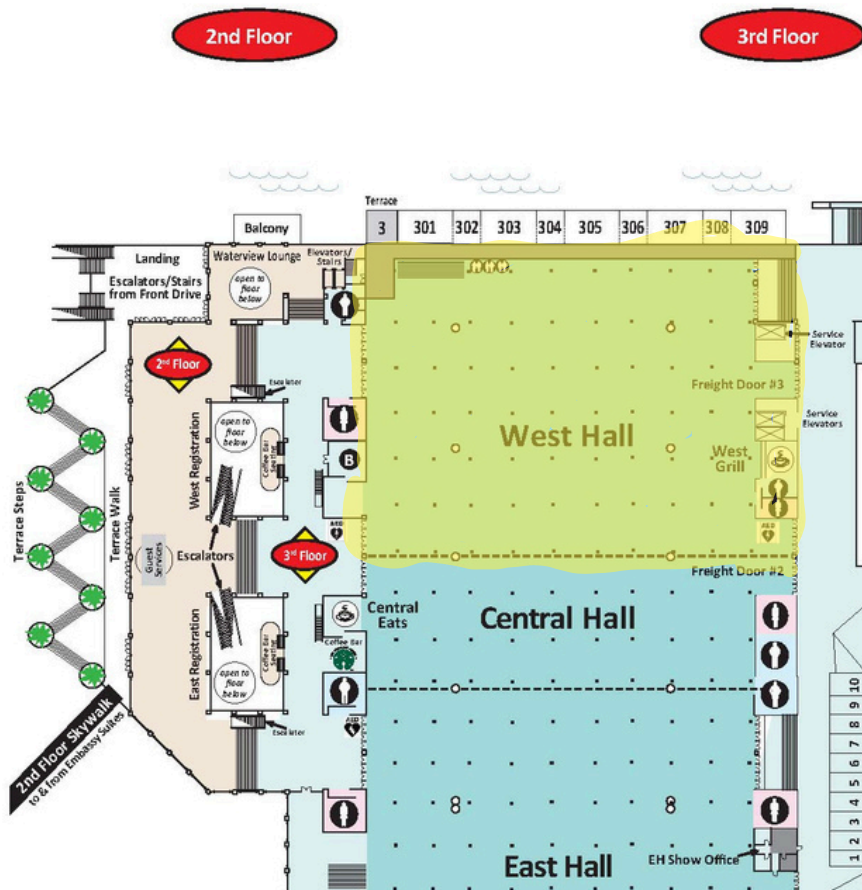 2nd Floor
3rd Floor
Terrace
3 301 302 303 304 305 306 307 308 309
Balcony
Landing
Waterview Lounge
Elevators/
Stairs
Escalators/Stairs
from Front Drive
open to
floor
below
2nd Floor
Escalator
Service
Elevator
Freight Door #3
West Registration
open to
floor
below
Coffee Bar
Seating
B
West Hall
West
Grill
Service
Elevators
Terrace Steps
Terrace Walk
Guest
Services
Escalators
3rd Floor
AED
AED
Freight Door #2
Central
Eats
Central Hall
East Registration
Coffee Bar
Seating
Coffee Bar
open to
floor
below
2nd Floor Skywalk
to & from Embassy Suites
Escalator
AED
10
9
8
7
6
5
4
3
2
1
East Hall
EH Show Office